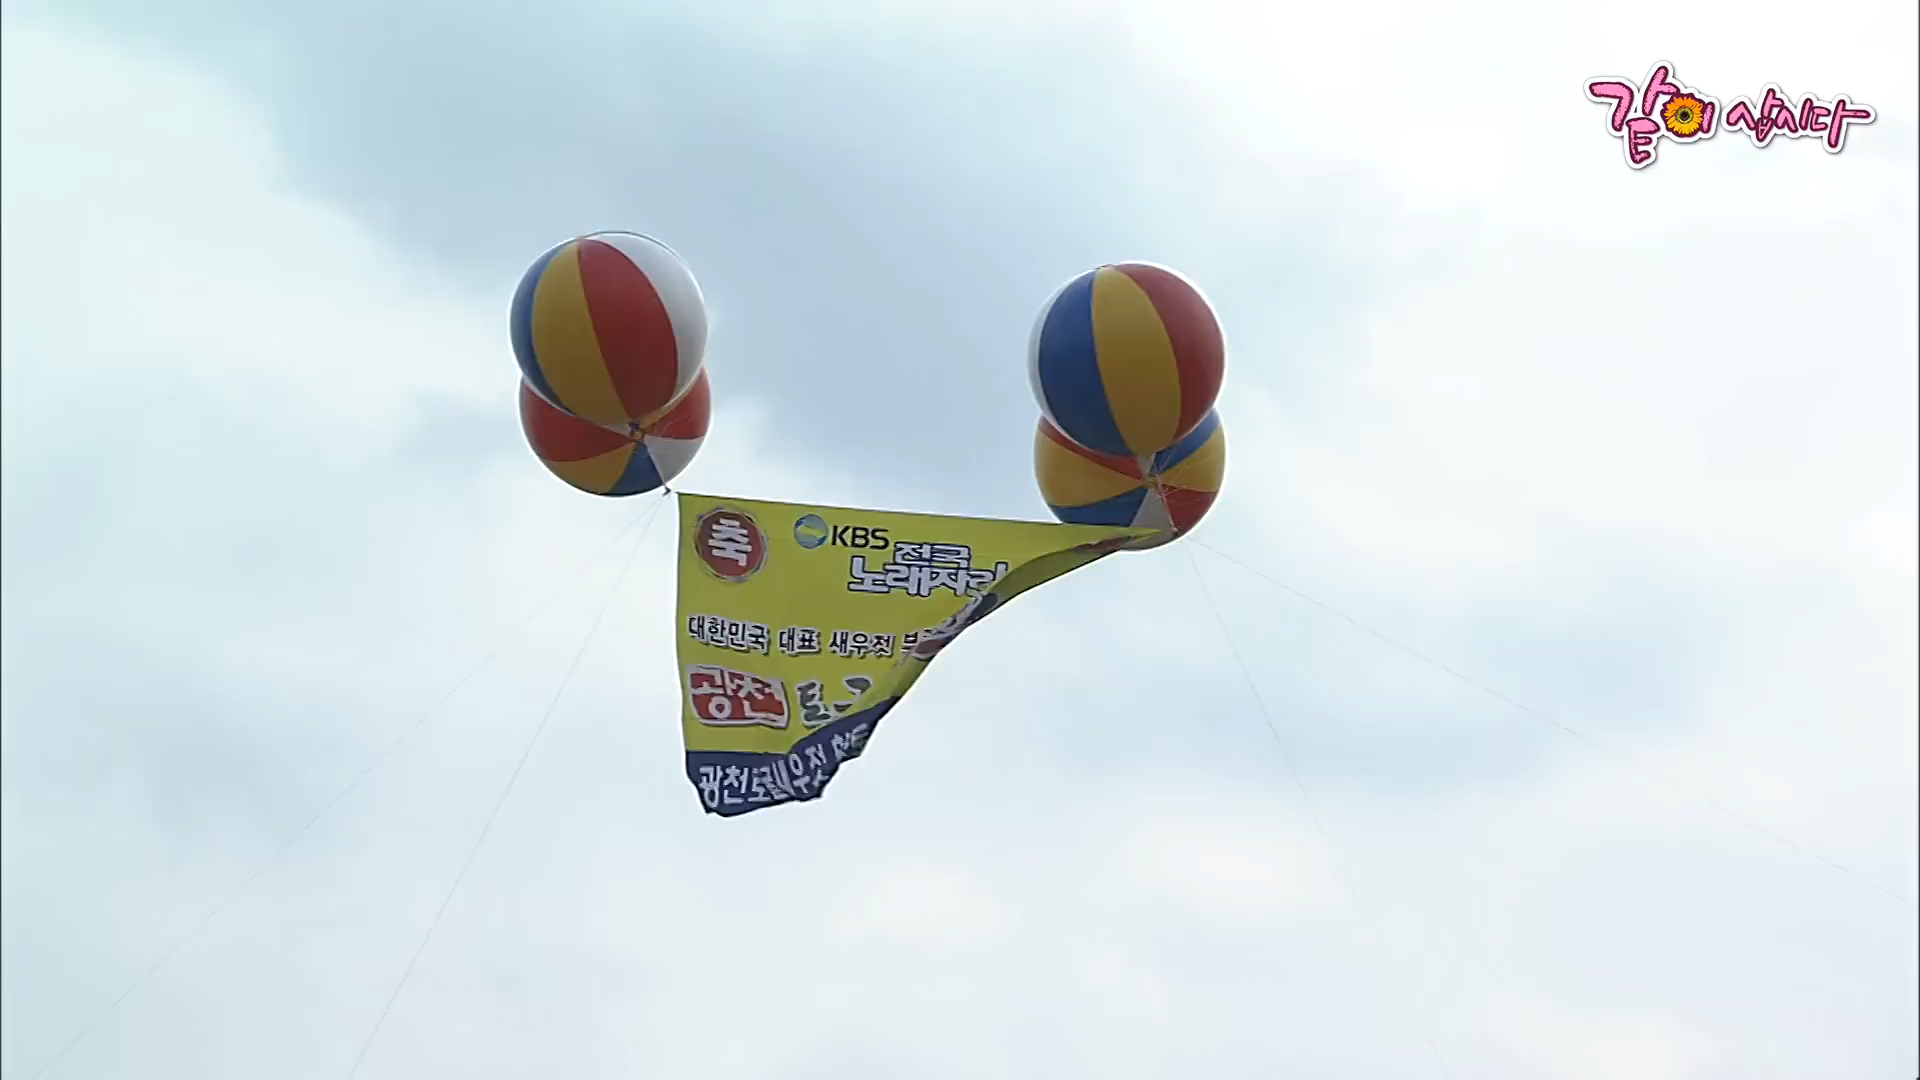 같이 삽시다
축
KBS
전국
노래자
대한민국 대표 새우젓
광천
광천토굴새우젓